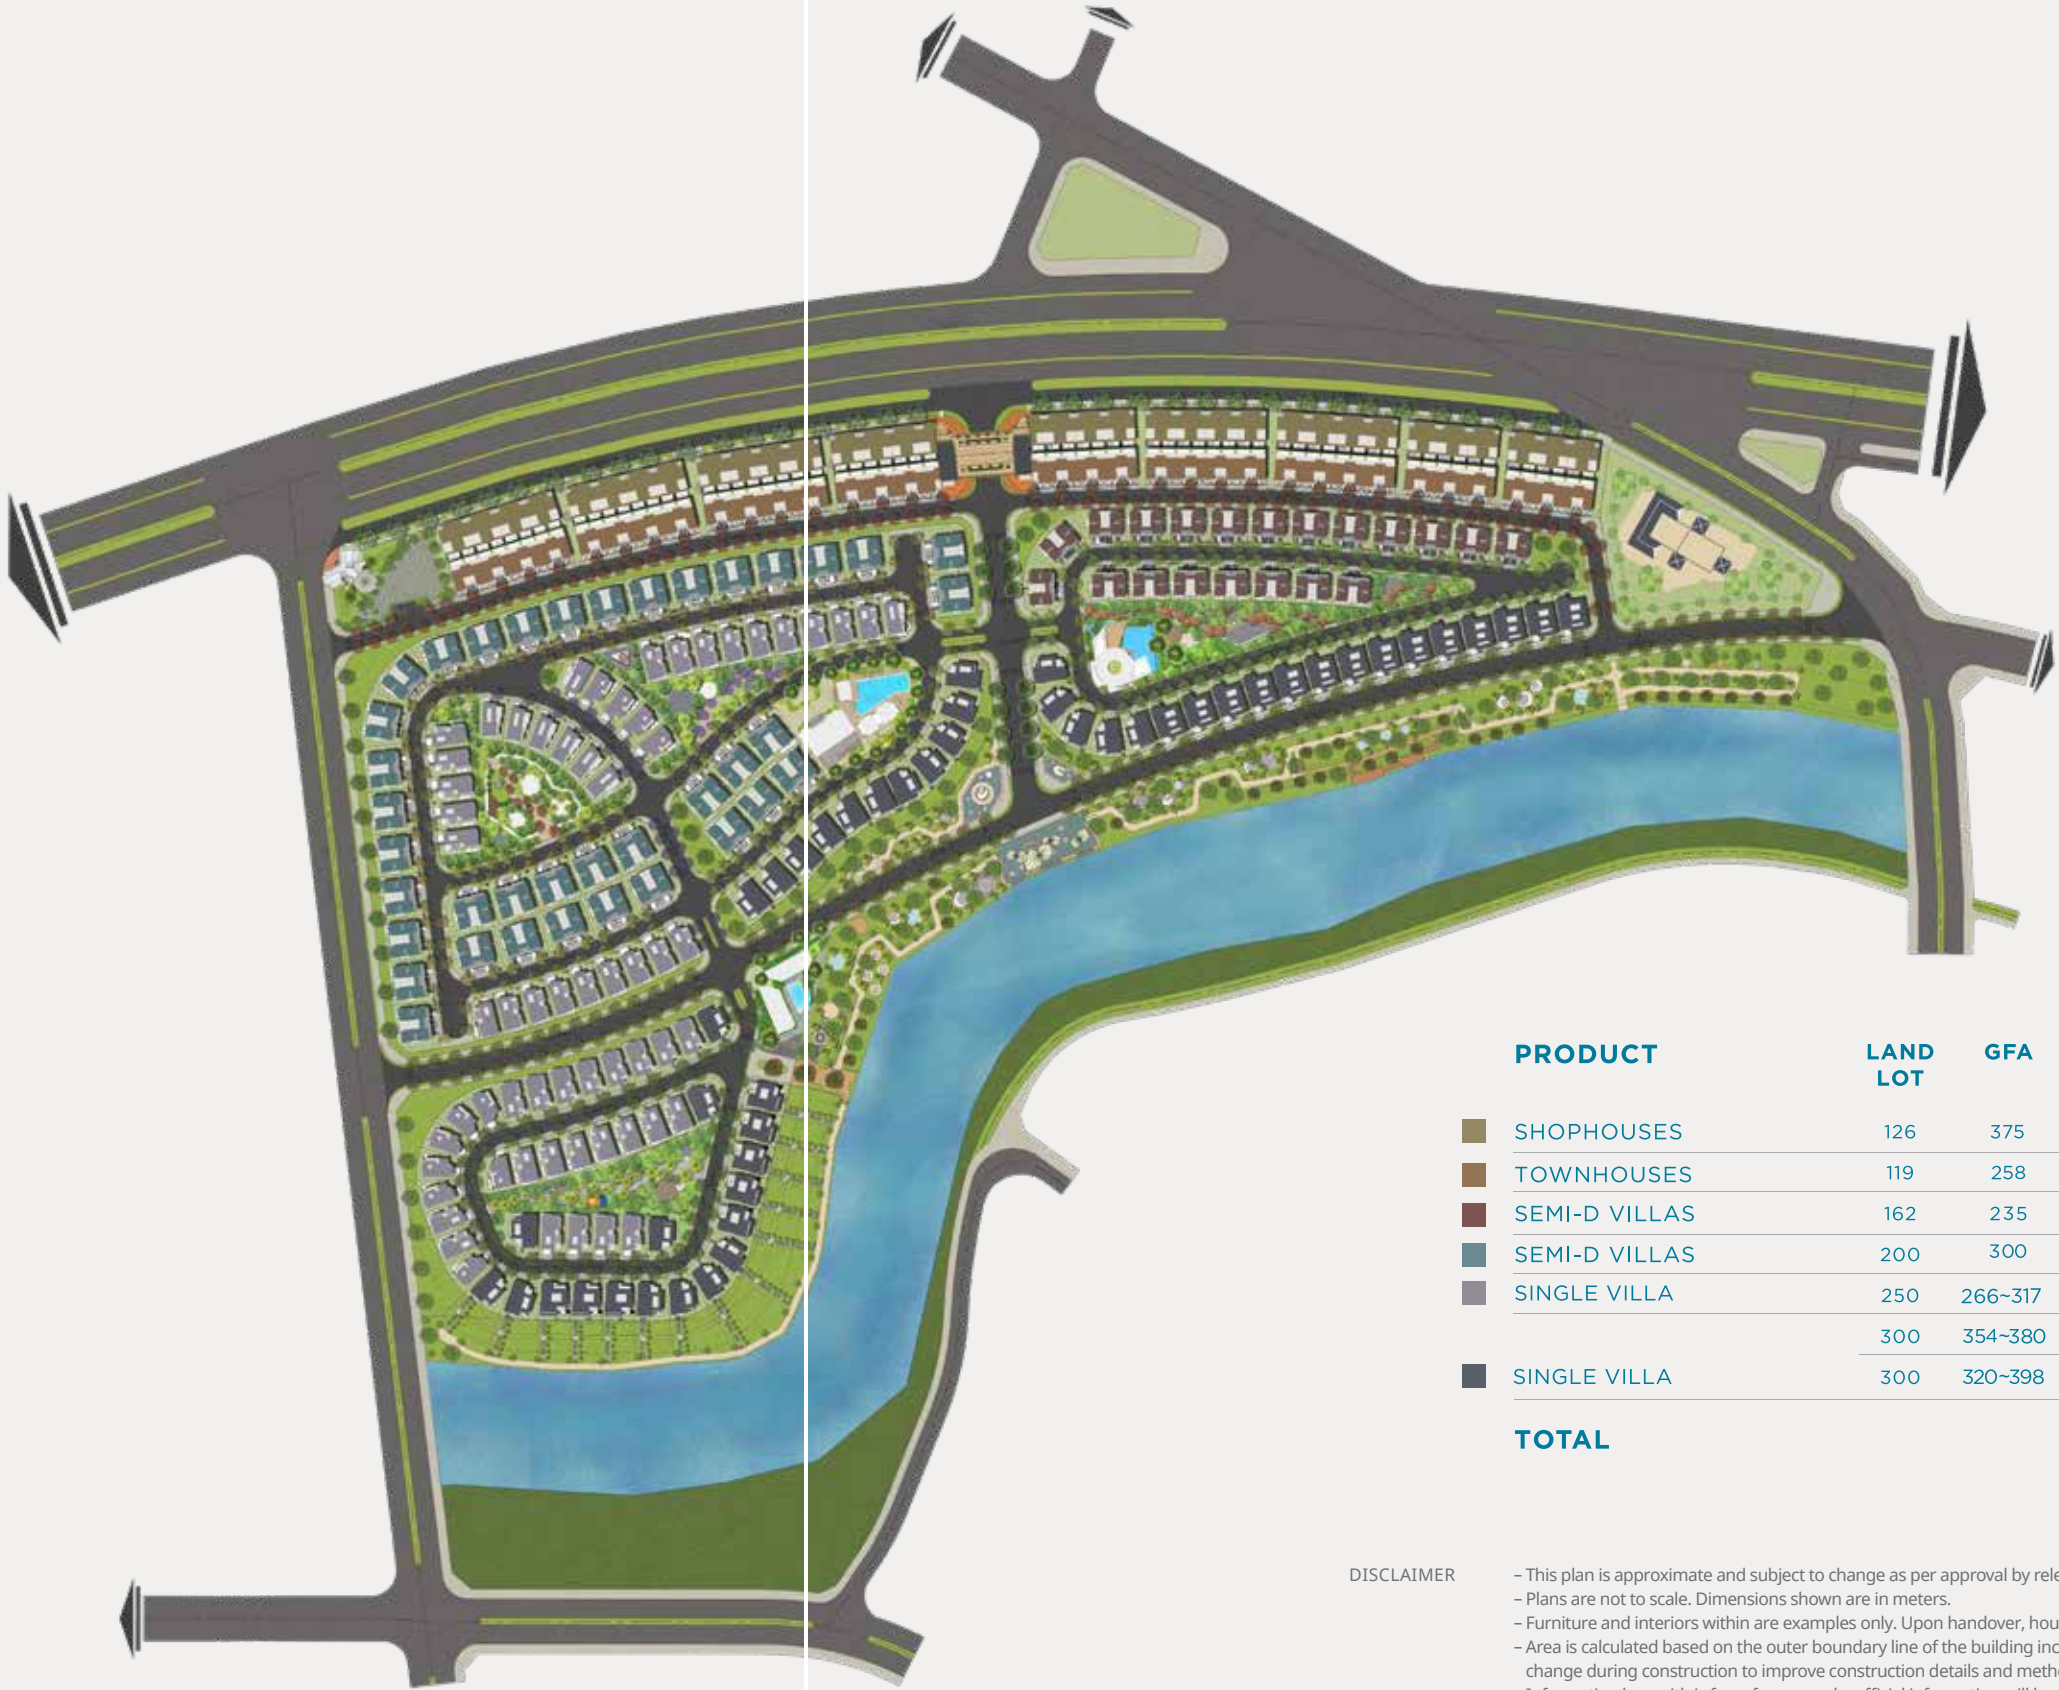 PRODUCT LAND LOT GFA
SHOPHOUSES 126 375
TOWNHOUSES 119 258
SEMI-D VILLAS 162 235
SEMI-D VILLAS 200 300
SINGLE VILLA 250 266~317
300 354~380
SINGLE VILLA 300 320~398
TOTAL
DISCLAIMER – This plan is approximate and subject to change as per approval by
– Plans are not to scale. Dimensions shown are in meters.
– Furniture and interiors within are examples only. Upon handover,
– Area is calculated based on the outer boundary line of the building
change during construction to improve construction details and